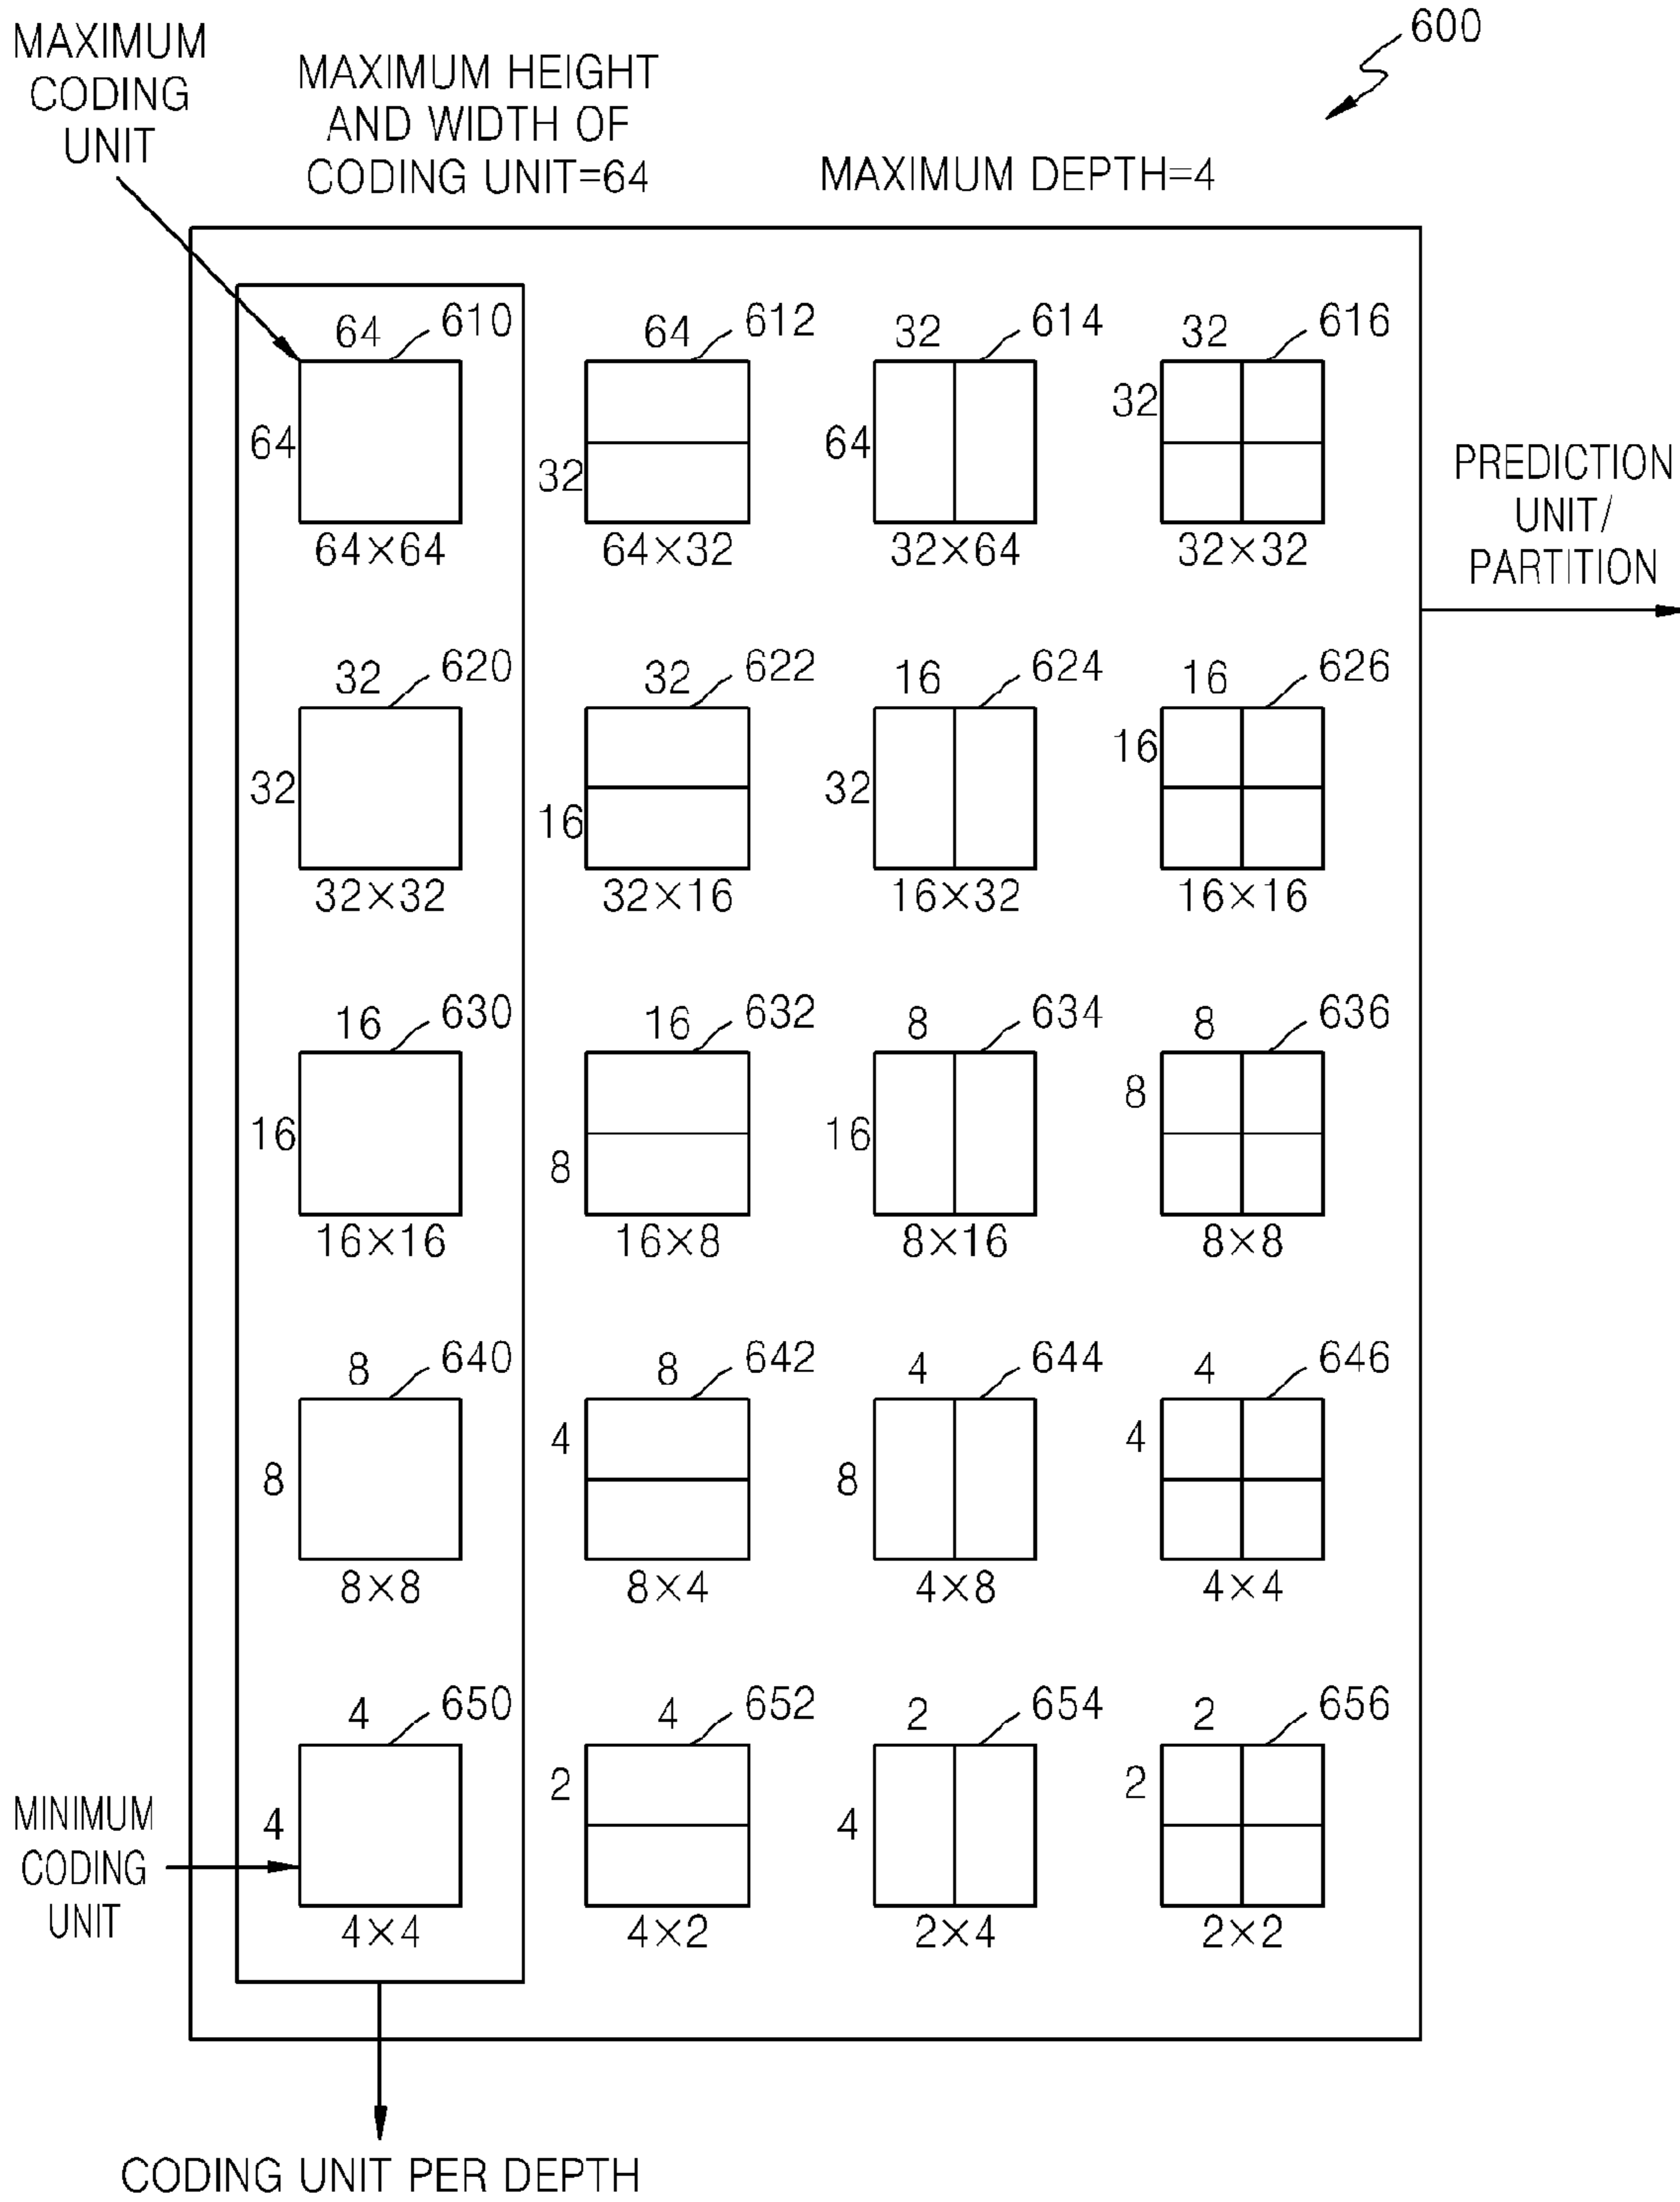 600
MAXIMUM
CODING
UNIT
MAXIMUM HEIGHT
AND WIDTH OF
CODING UNIT=64
MAXIMUM DEPTH=4
64 610 64 612 32 614 32 616
64 32 64 32
64×64 64×32 32×64 32×32
PREDICTION
UNIT/
PARTITION
32 620 32 622 16 624 16 626
32 16 32 16
32×32 32×16 16×32 16×16
16 630 16 632 8 634 8 636
16 8 16 8
16×16 16×8 8×16 8×8
8 640 8 642 4 644 4 646
8 4 8 4
8×8 8×4 4×8 4×4
4 650 4 652 2 654 2 656
4 2 4 2
4×4 4×2 2×4 2×2
MINIMUM
CODING
UNIT
CODING UNIT PER DEPTH